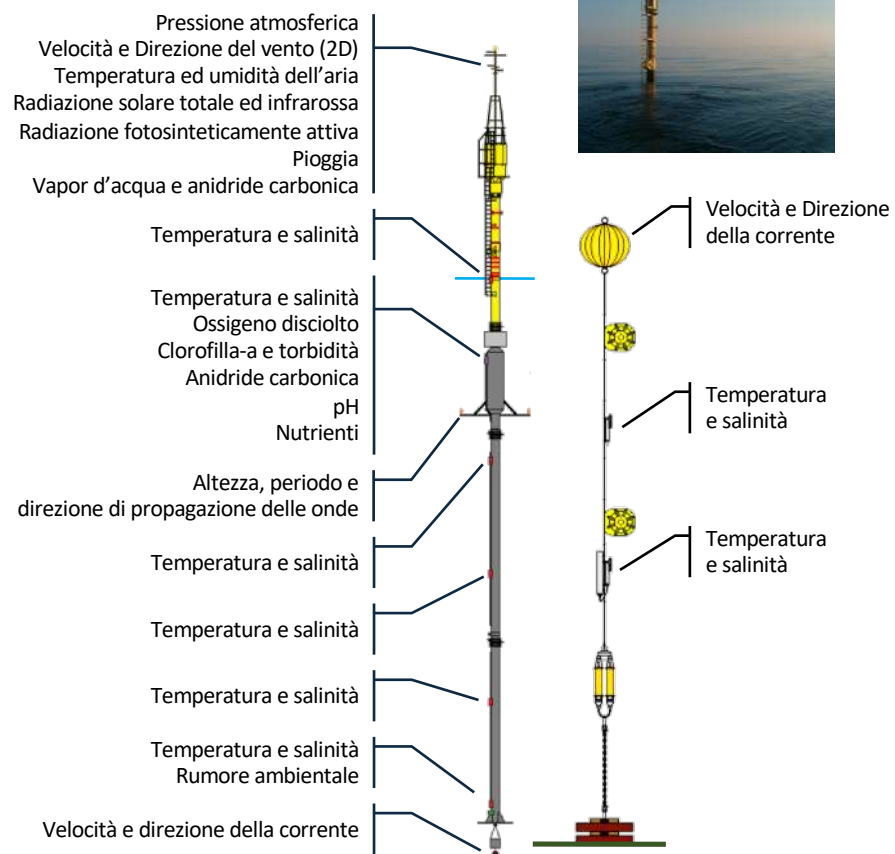 Pressione atmosferica
Velocità e Direzione del vento (2D)
Temperatura ed umidità dell'aria
Radiazione solare totale ed infrarossa
Radiazione fotosinteticamente attiva
Pioggia
Vapor d'acqua e anidride carbonica
Temperatura e salinità
Temperatura e salinità
Ossigeno disciolto
Clorofilla-a e torbidità
Anidride carbonica
pH
Nutrienti
Altezza, periodo e
direzione di propagazione delle onde
Temperatura e salinità
Temperatura e salinità
Temperatura e salinità
Temperatura e salinità
Rumore ambientale
Velocità e direzione della corrente
Velocità e Direzione
della corrente
Temperatura
e salinità
Temperatura
e salinità